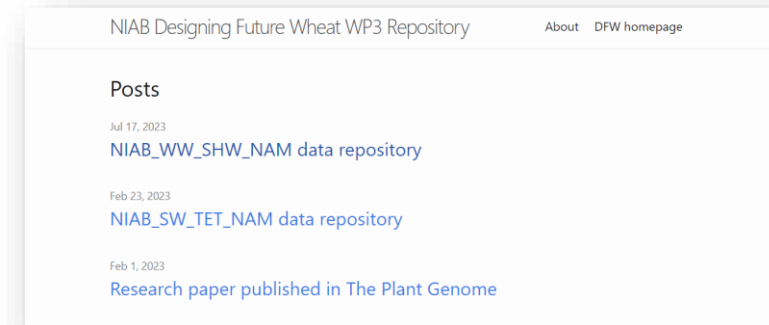 NIAB Designing Future Wheat WP3 Repository About DFW homepage
Posts
Jul 17, 2023
NIAB_WW_SHW_NAM data repository
Feb 23, 2023
NIAB_SW_TET_NAM data repository
Feb 1, 2023
Research paper published in The Plant Genome